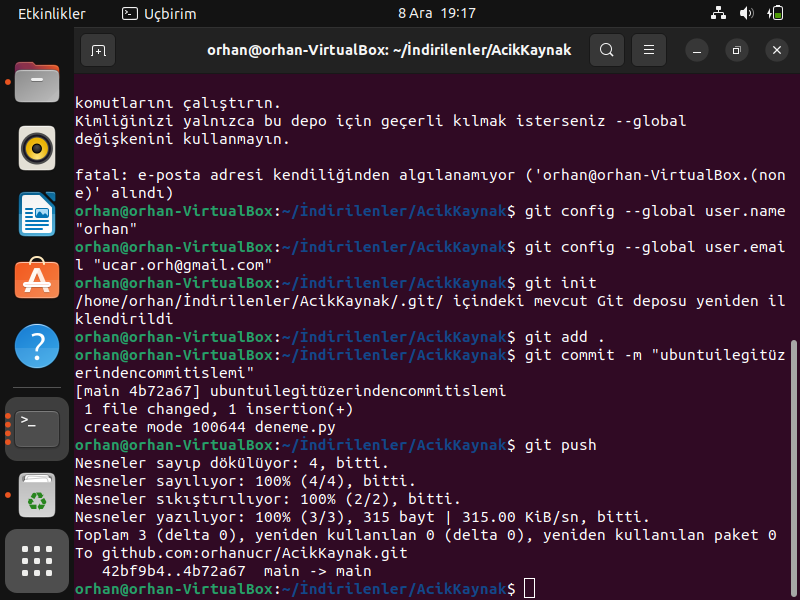 Etkinlikler
Uçbirim
8 Ara 19:17
orhan@orhan-VirtualBox: ~/İndirilenler/AcikKaynak
komutlarını çalıştırın.
Kimliğinizi yalnızca bu depo için geçerli kılmak isterseniz --global
değişkenini kullanmayın.
fatal: e-posta adresi kendiliğinden algılanamıyor ('orhan@orhan-VirtualBox.(non
e)' alındı)
orhan@orhan-VirtualBox:~/İndirilenler/AcikKaynak$ git config --global user.name
"orhan"
orhan@orhan-VirtualBox:~/İndirilenler/AcikKaynak$ git config --global user.emai
l "ucar.orh@gmail.com"
orhan@orhan-VirtualBox:~/İndirilenler/AcikKaynak$ git init
/home/orhan/İndirilenler/AcikKaynak/.git/ içindeki mevcut Git deposu yeniden il
klendirildi
orhan@orhan-VirtualBox:~/İndirilenler/AcikKaynak$ git add .
orhan@orhan-VirtualBox:~/İndirilenler/AcikKaynak$ git commit -m "ubuntuilegitüz
erindencommitislemi"
[main 4b72a67] ubuntuilegitüzerindencommitislemi
 1 file changed, 1 insertion(+)
 create mode 100644 deneme.py
orhan@orhan-VirtualBox:~/İndirilenler/AcikKaynak$ git push
Nesneler sayıp dökülüyor: 4, bitti.
Nesneler sayılıyor: 100% (4/4), bitti.
Nesneler sıkıştırılıyor: 100% (2/2), bitti.
Nesneler yazılıyor: 100% (3/3), 315 bayt | 315.00 KiB/sn, bitti.
Toplam 3 (delta 0), yeniden kullanılan 0 (delta 0), yeniden kullanılan paket 0
To github.com:orhanucr/AcikKaynak.git
   42bf9b4..4b72a67  main -> main
orhan@orhan-VirtualBox:~/İndirilenler/AcikKaynak$